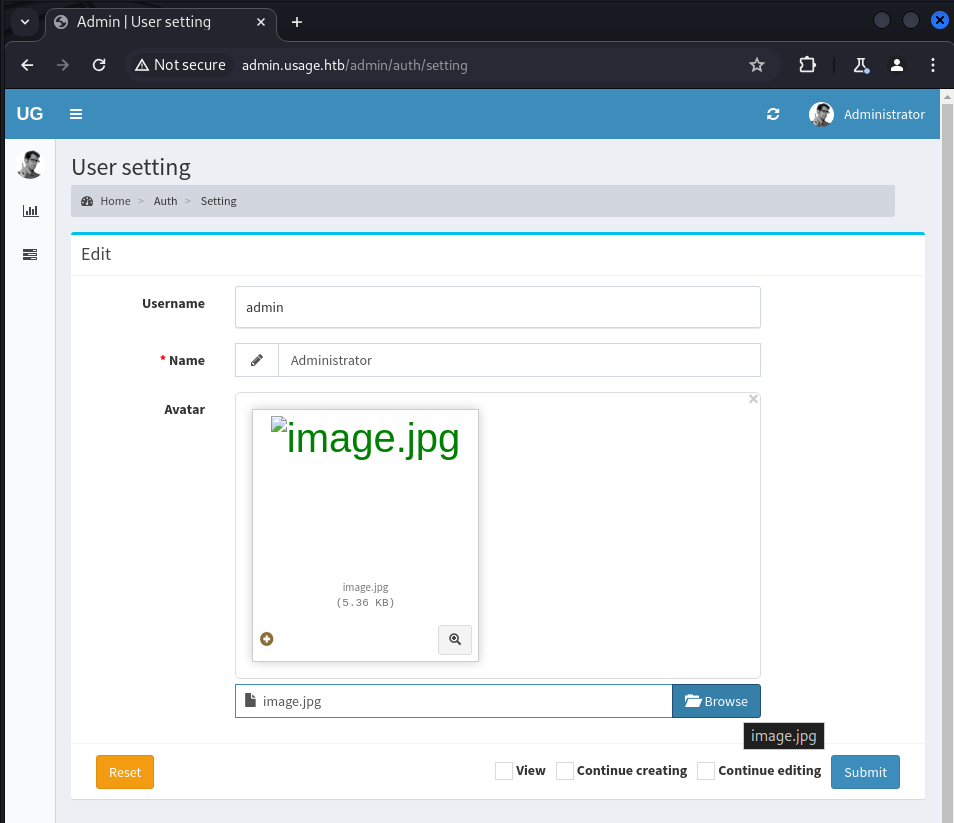 Admin | User setting
Not secure admin.usage.htb/admin/auth/setting
UG Administrator
User setting
Home > Auth > Setting
Edit
Username admin
* Name Administrator
Avatar
image.jpg
image.jpg
(5.36 KB)
image.jpg Browse
image.jpg
Reset View Continue creating Continue editing Submit